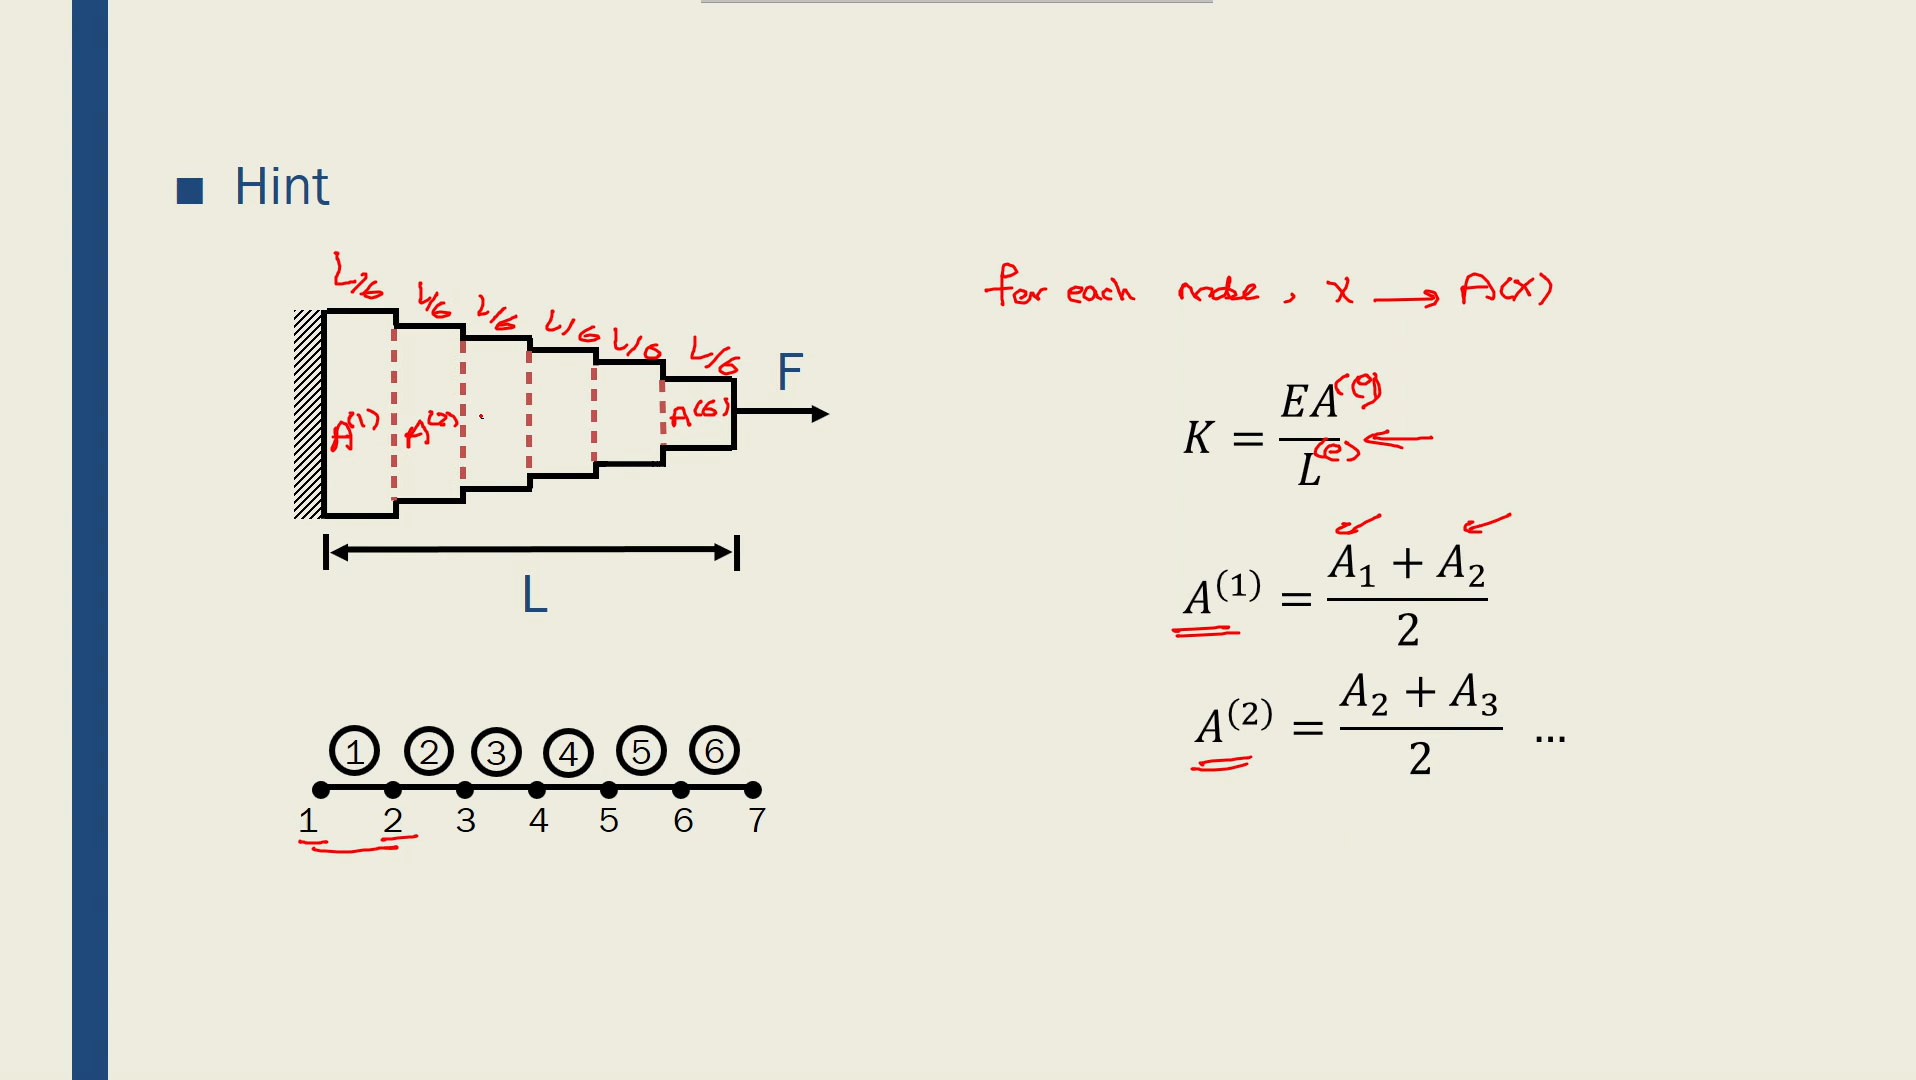 ■ Hint
L/6 L/6 L/6 L/6 L/6 L/6
for each node, x → A(x)
F
A⁽¹⁾ A⁽²⁾ A⁽⁶⁾
K = EA⁽ᵉ⁾ / L⁽ᵉ⁾
L
A⁽¹⁾ = (A₁ + A₂) / 2
A⁽²⁾ = (A₂ + A₃) / 2 ...
① ② ③ ④ ⑤ ⑥
1 2 3 4 5 6 7